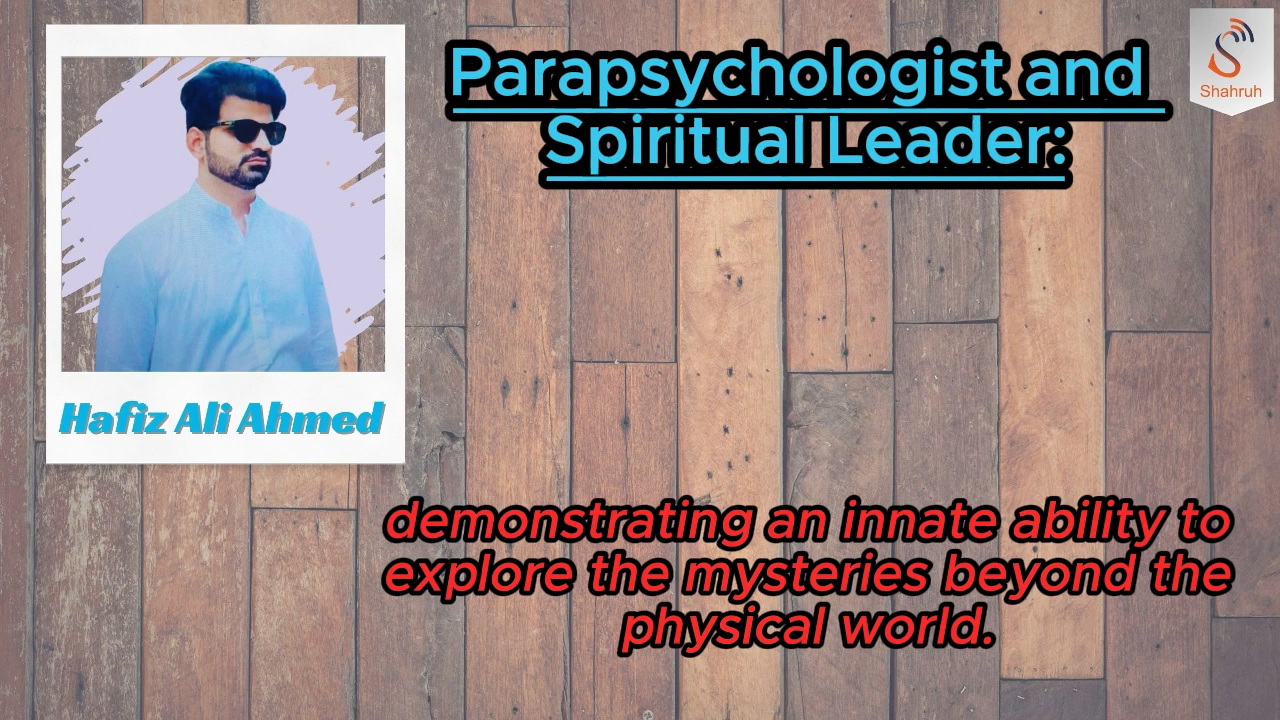 Parapsychologist and
Spiritual Leader:
Shahruh
Hafiz Ali Ahmed
demonstrating an innate ability to
explore the mysteries beyond the
physical world.